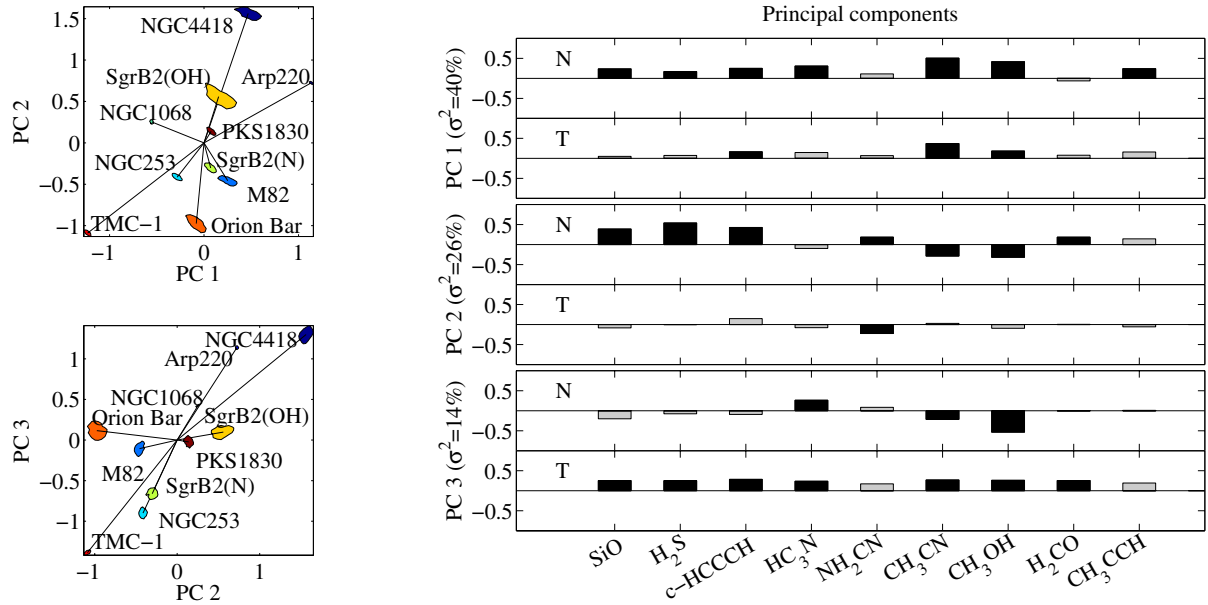 Principal components
1.5
1
0.5
0
−0.5
−1
PC 2
NGC4418
SgrB2(OH)
Arp220
NGC1068
PKS1830
NGC253
SgrB2(N)
M82
TMC−1
Orion Bar
−1
0
1
PC 1
1
0.5
0
−0.5
−1
PC 3
NGC4418
Arp220
NGC1068
Orion Bar
SgrB2(OH)
M82
PKS1830
SgrB2(N)
NGC253
TMC−1
−1
0
1
PC 2
PC 1 (σ²=40%)
0.5
−0.5
N
0.5
−0.5
T
PC 2 (σ²=26%)
0.5
−0.5
N
0.5
−0.5
T
PC 3 (σ²=14%)
0.5
−0.5
N
0.5
−0.5
T
SiO
H₂S
c−HCCCH
HC₃N
NH₂CN
CH₃CN
CH₃OH
H₂CO
CH₃CCH